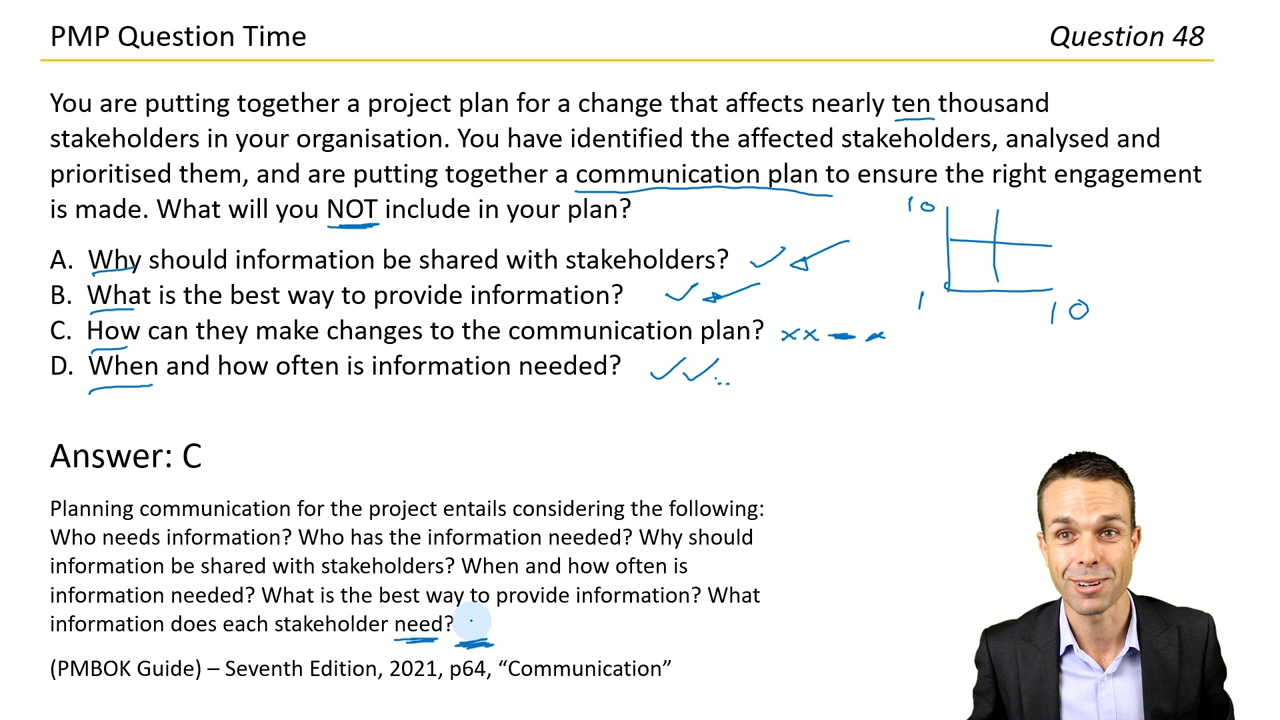 PMP Question Time
Question 48
You are putting together a project plan for a change that affects nearly ten thousand
stakeholders in your organisation. You have identified the affected stakeholders, analysed and
prioritised them, and are putting together a communication plan to ensure the right engagement
is made. What will you NOT include in your plan?
10
A. Why should information be shared with stakeholders?
B. What is the best way to provide information?
1
10
C. How can they make changes to the communication plan?
xx
D. When and how often is information needed?
Answer: C
Planning communication for the project entails considering the following:
Who needs information? Who has the information needed? Why should
information be shared with stakeholders? When and how often is
information needed? What is the best way to provide information? What
information does each stakeholder need?
(PMBOK Guide) – Seventh Edition, 2021, p64, “Communication”